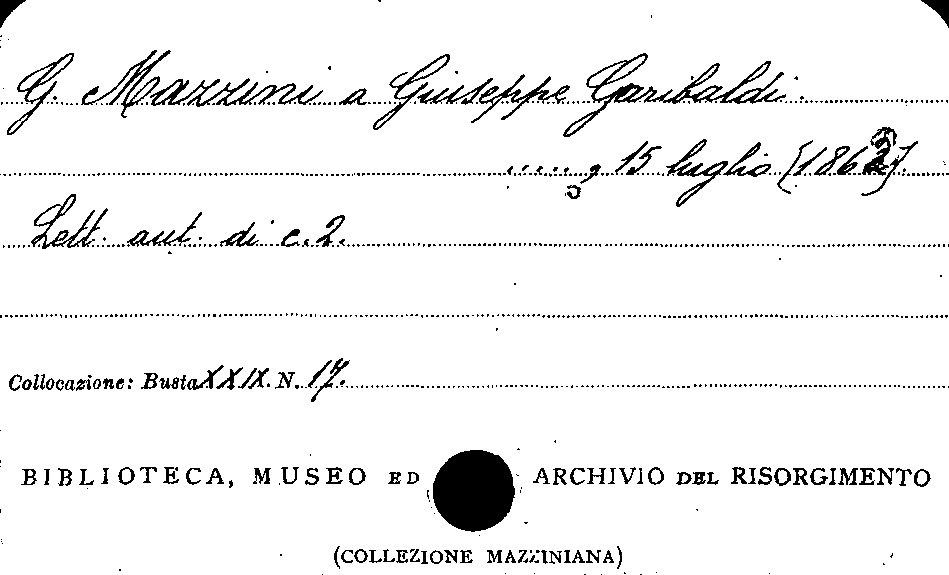 G. Mazzini a Giuseppe Garibaldi.
....., 15 luglio {1862}.
Lett. aut. di c. 2.
Collocazione: Busta XXIX. N. 17.
BIBLIOTECA, MUSEO ED ARCHIVIO DEL RISORGIMENTO
(COLLEZIONE MAZZINIANA)